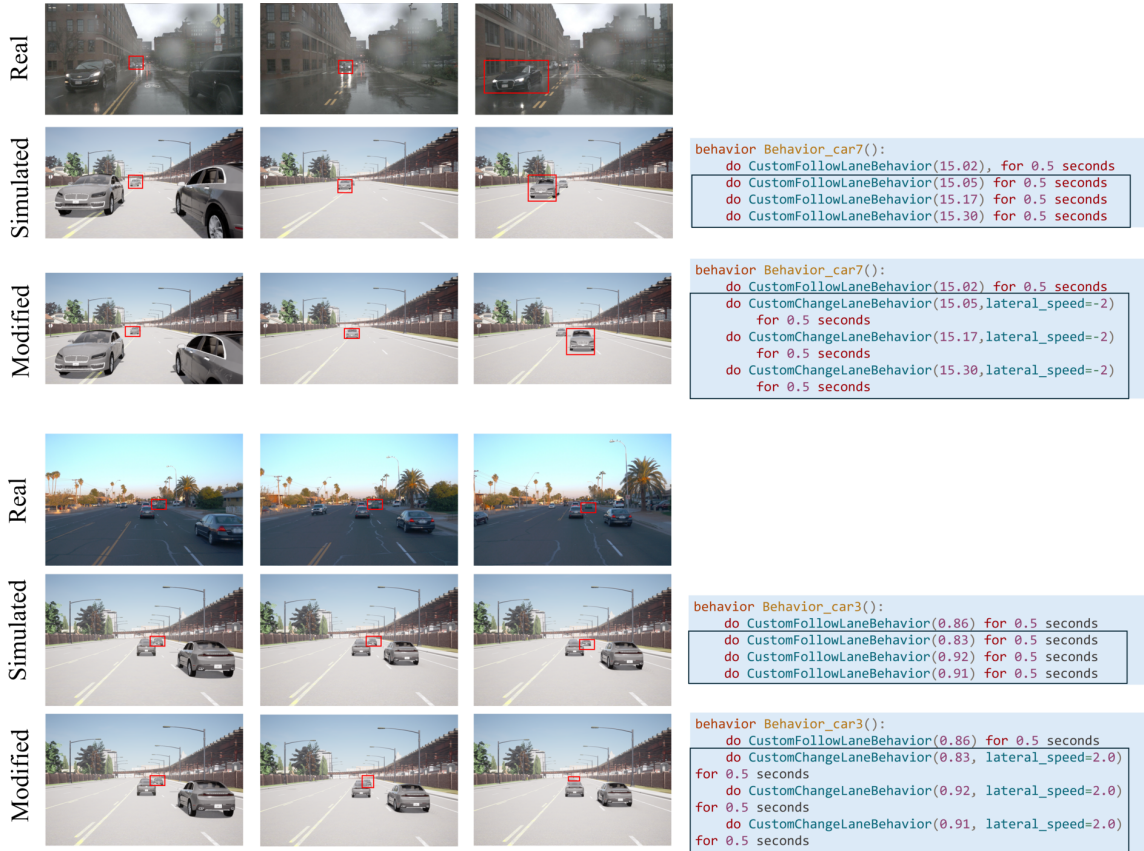 Real
Simulated
behavior Behavior_car7():
do CustomFollowLaneBehavior(15.02), for 0.5 seconds
do CustomFollowLaneBehavior(15.05) for 0.5 seconds
do CustomFollowLaneBehavior(15.17) for 0.5 seconds
do CustomFollowLaneBehavior(15.30) for 0.5 seconds
Modified
behavior Behavior_car7():
do CustomFollowLaneBehavior(15.02) for 0.5 seconds
do CustomChangeLaneBehavior(15.05,lateral_speed=-2)
for 0.5 seconds
do CustomChangeLaneBehavior(15.17,lateral_speed=-2)
for 0.5 seconds
do CustomChangeLaneBehavior(15.30,lateral_speed=-2)
for 0.5 seconds
Real
Simulated
behavior Behavior_car3():
do CustomFollowLaneBehavior(0.86) for 0.5 seconds
do CustomFollowLaneBehavior(0.83) for 0.5 seconds
do CustomFollowLaneBehavior(0.92) for 0.5 seconds
do CustomFollowLaneBehavior(0.91) for 0.5 seconds
Modified
behavior Behavior_car3():
do CustomFollowLaneBehavior(0.86) for 0.5 seconds
do CustomChangeLaneBehavior(0.83, lateral_speed=2.0)
for 0.5 seconds
do CustomChangeLaneBehavior(0.92, lateral_speed=2.0)
for 0.5 seconds
do CustomChangeLaneBehavior(0.91, lateral_speed=2.0)
for 0.5 seconds